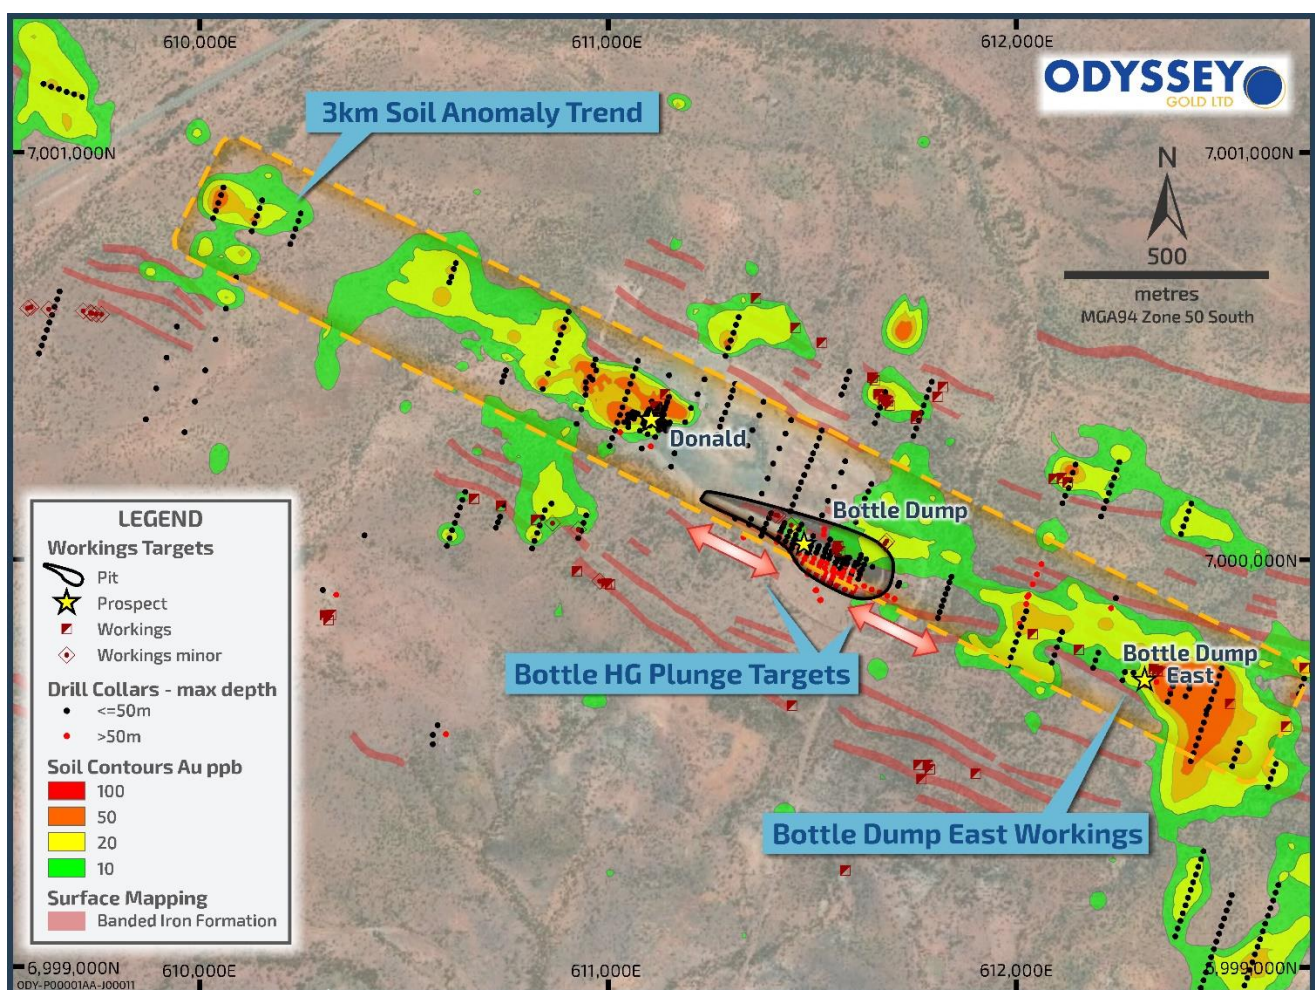 610,000E
611,000E
612,000E
ODYSSEY
GOLD LTD
3km Soil Anomaly Trend
7,001,000N
7,001,000N
N
500
metres
MGA94 Zone 50 South
Donald
Bottle Dump
7,000,000N
LEGEND
Workings Targets
Pit
Prospect
Workings
Workings minor
Drill Collars - max depth
<=50m
>50m
Soil Contours Au ppb
100
50
20
10
Surface Mapping
Banded Iron Formation
Bottle HG Plunge Targets
Bottle Dump
East
Bottle Dump East Workings
6,999,000N
610,000E
611,000E
612,000E
6,999,000N
ODY-P00001AA-J00011